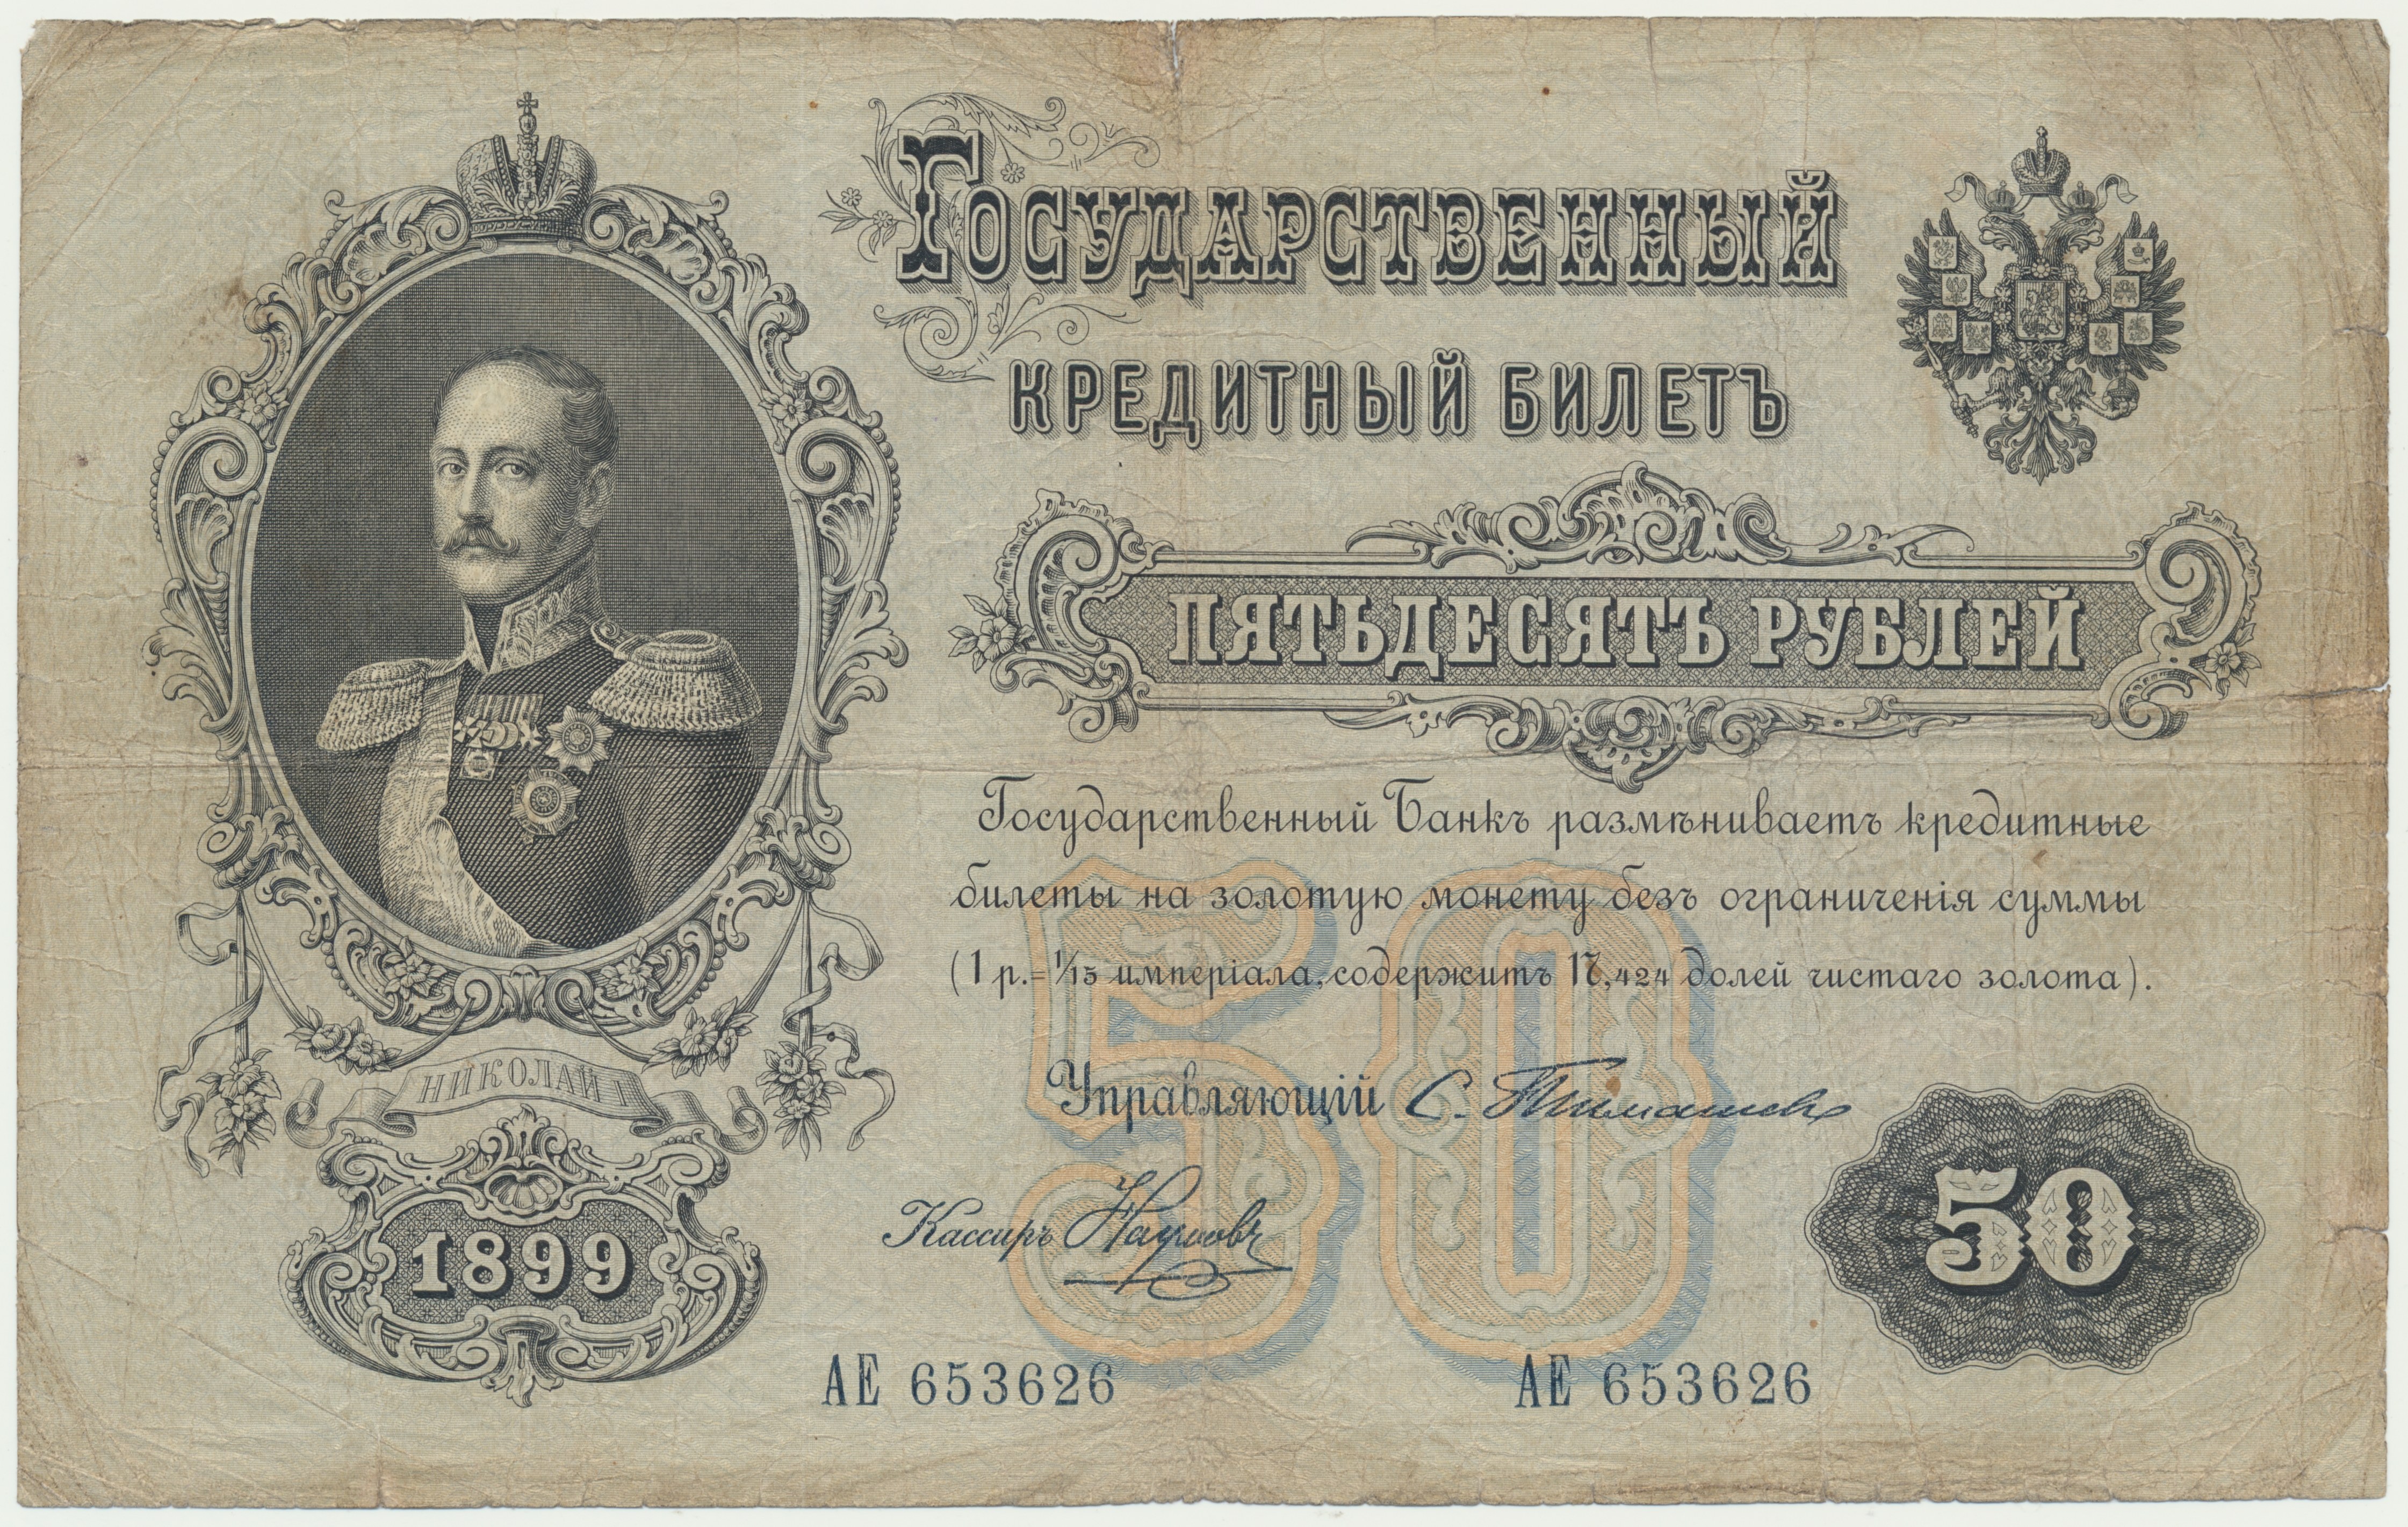 Государственный
кредитный билетъ
пятьдесятъ рублей
Государственный Банкъ размѣниваетъ кредитные
билеты на золотую монету безъ ограниченія суммы
(1 р.=1/15 имперіала, содержитъ 17,424 долей чистаго золота).
50
Управляющій С. Тимашевъ
НИКОЛАЙ I
Кассиръ Наумовъ
50
1899
АЕ 653626 АЕ 653626